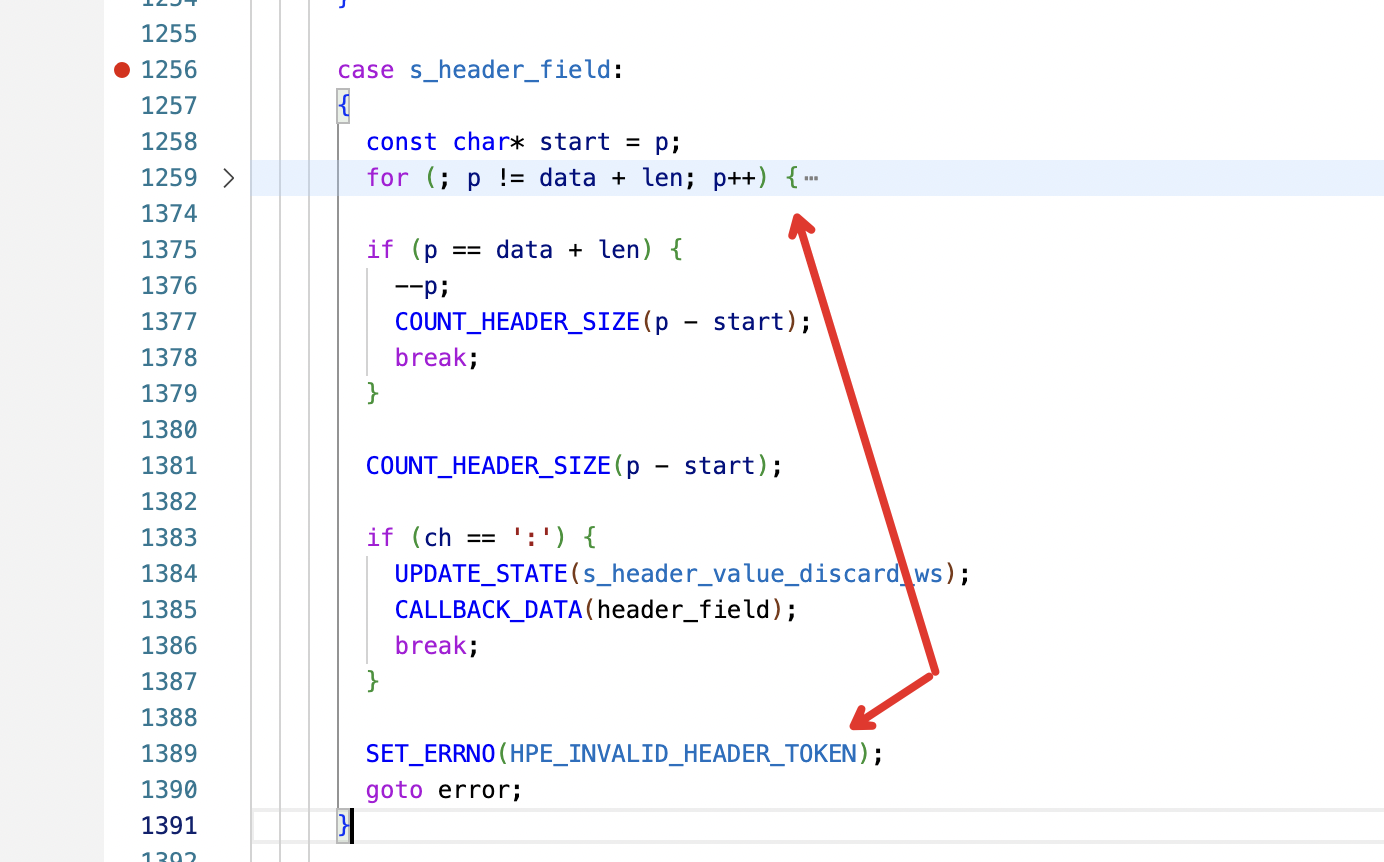 1254 }
1255
1256 case s_header_field:
1257 {
1258 const char* start = p;
1259 for (; p != data + len; p++) {⋯
1374
1375 if (p == data + len) {
1376 --p;
1377 COUNT_HEADER_SIZE(p - start);
1378 break;
1379 }
1380
1381 COUNT_HEADER_SIZE(p - start);
1382
1383 if (ch == ':') {
1384 UPDATE_STATE(s_header_value_discard_ws);
1385 CALLBACK_DATA(header_field);
1386 break;
1387 }
1388
1389 SET_ERRNO(HPE_INVALID_HEADER_TOKEN);
1390 goto error;
1391 }
1392